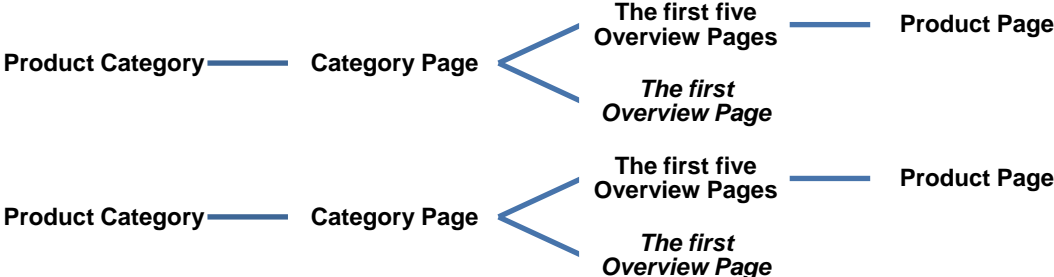 The first five
Overview Pages
Product Page
Product Category
Category Page
The first
Overview Page
The first five
Overview Pages
Product Page
Product Category
Category Page
The first
Overview Page